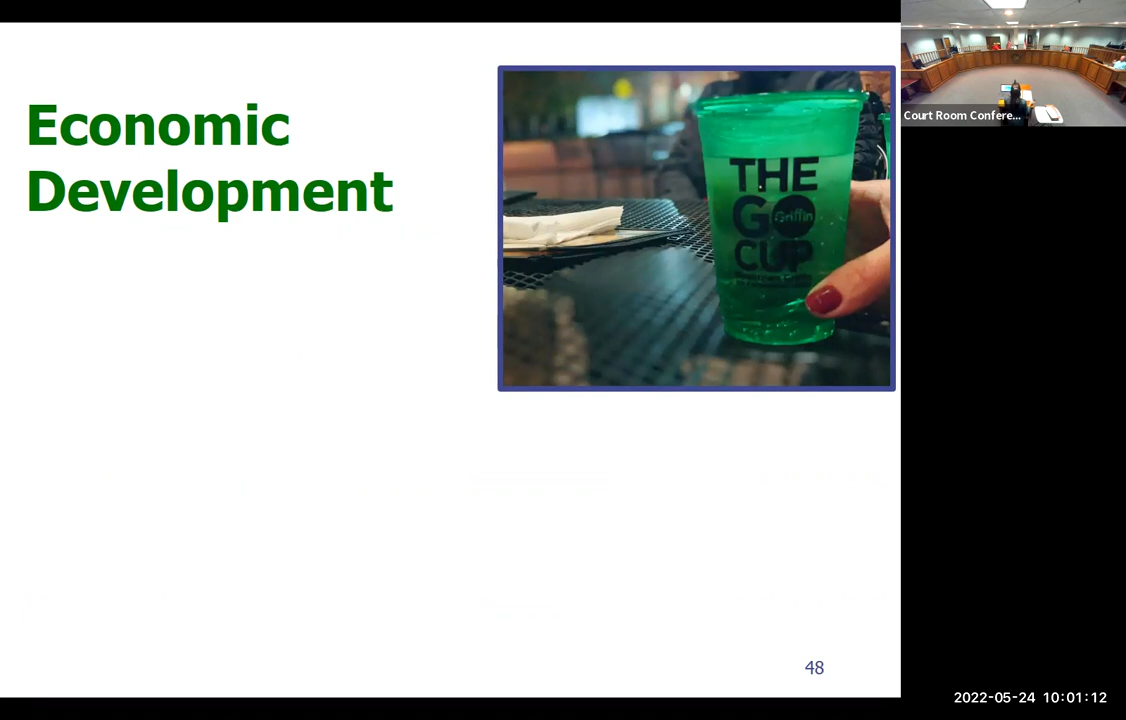 Economic
Development
THE
GO Griffin
CUP
48
Court Room Confere...
2022-05-24 10:01:12